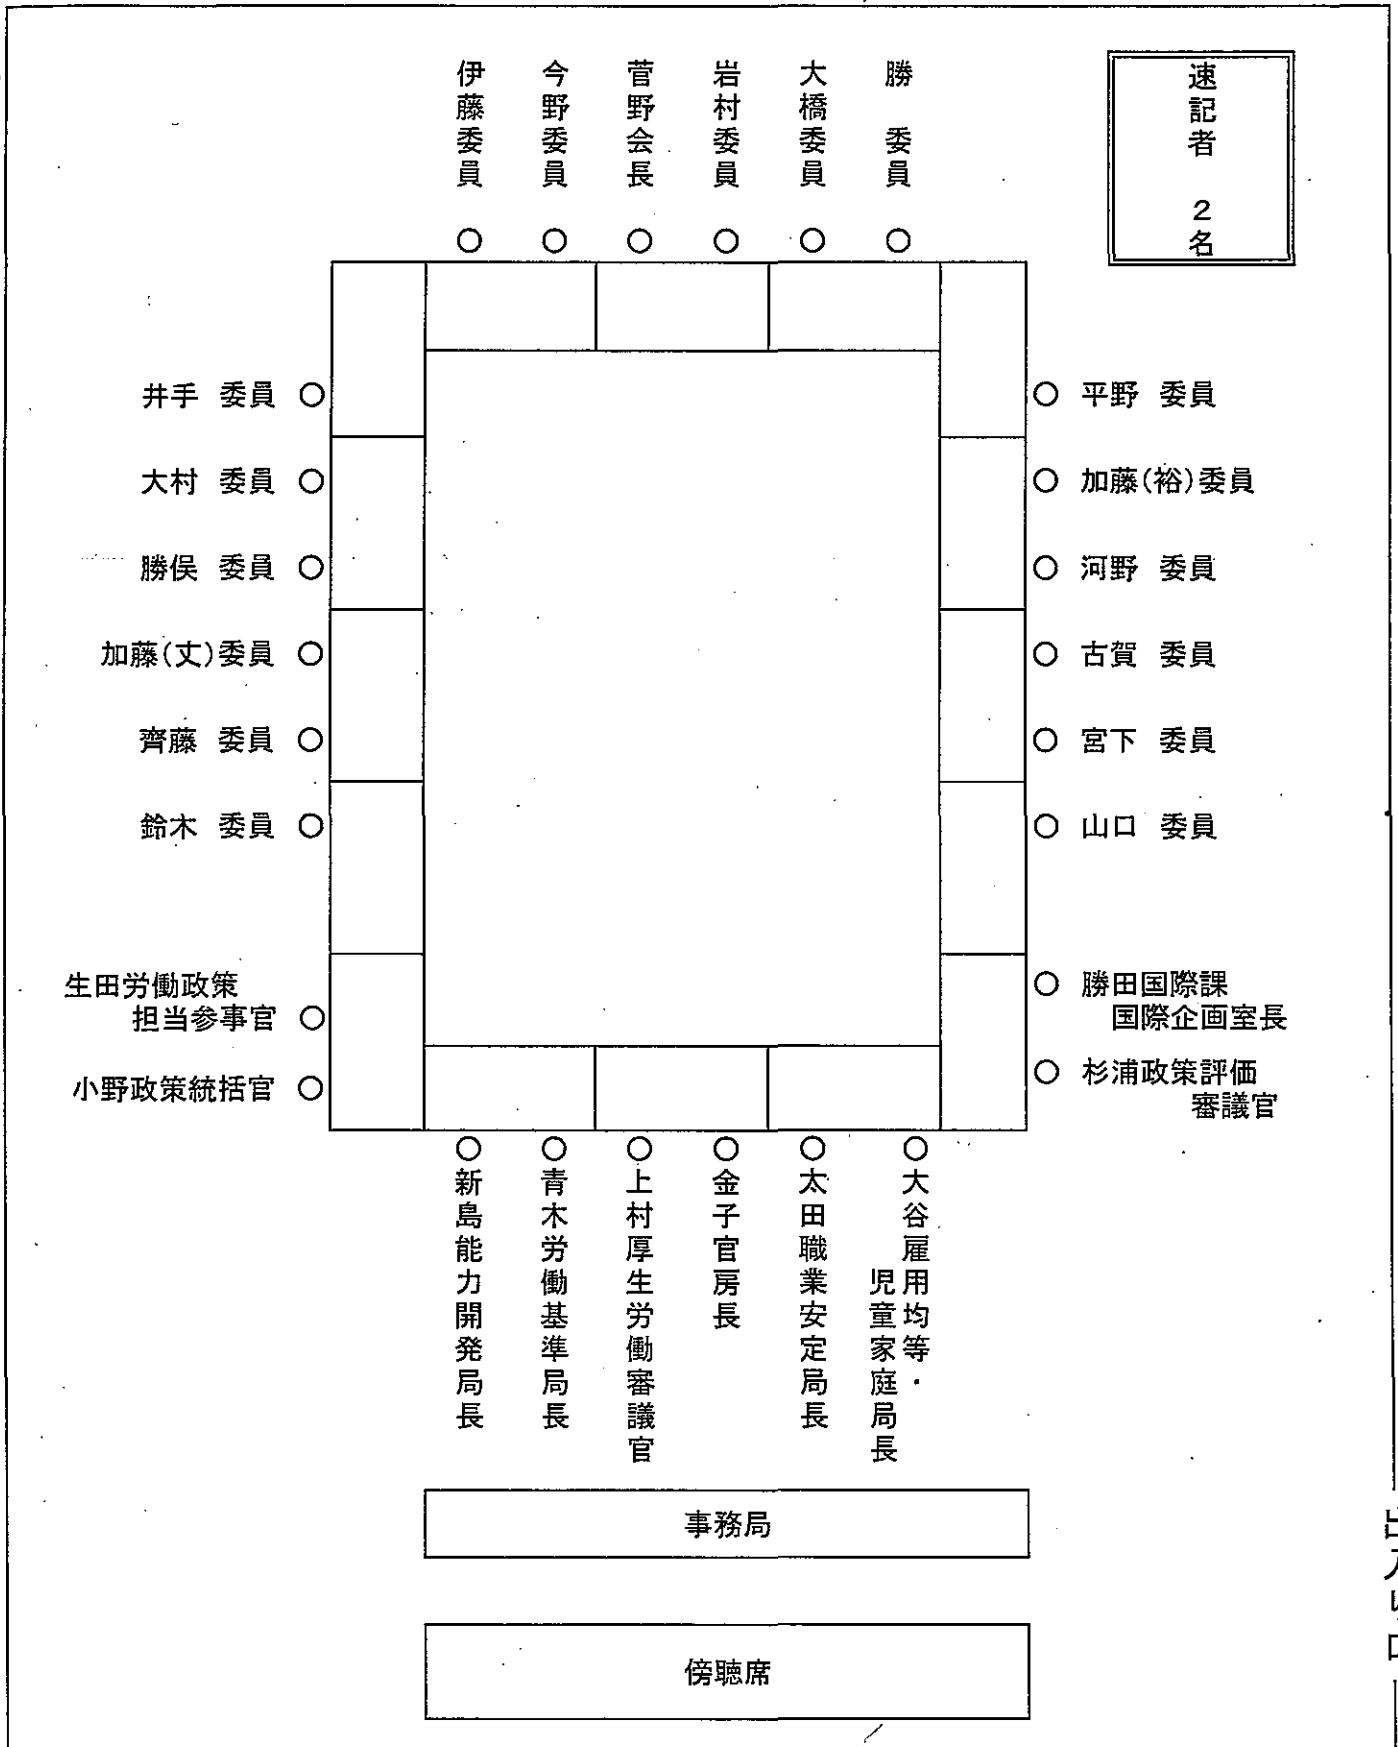 伊藤委員
今野委員
菅野会長
岩村委員
大橋委員
勝 委員
速記者 2名
井手 委員
大村 委員
勝俣 委員
加藤(丈)委員
齊藤 委員
鈴木 委員
生田労働政策
担当参事官
小野政策統括官
平野 委員
加藤(裕)委員
河野 委員
古賀 委員
宮下 委員
山口 委員
勝田国際課
国際企画室長
杉浦政策評価
審議官
新島能力開発局長
青木労働基準局長
上村厚生労働審議官
金子官房長
太田職業安定局長
大谷雇用均等・
児童家庭局長
事務局
傍聴席
出入り口